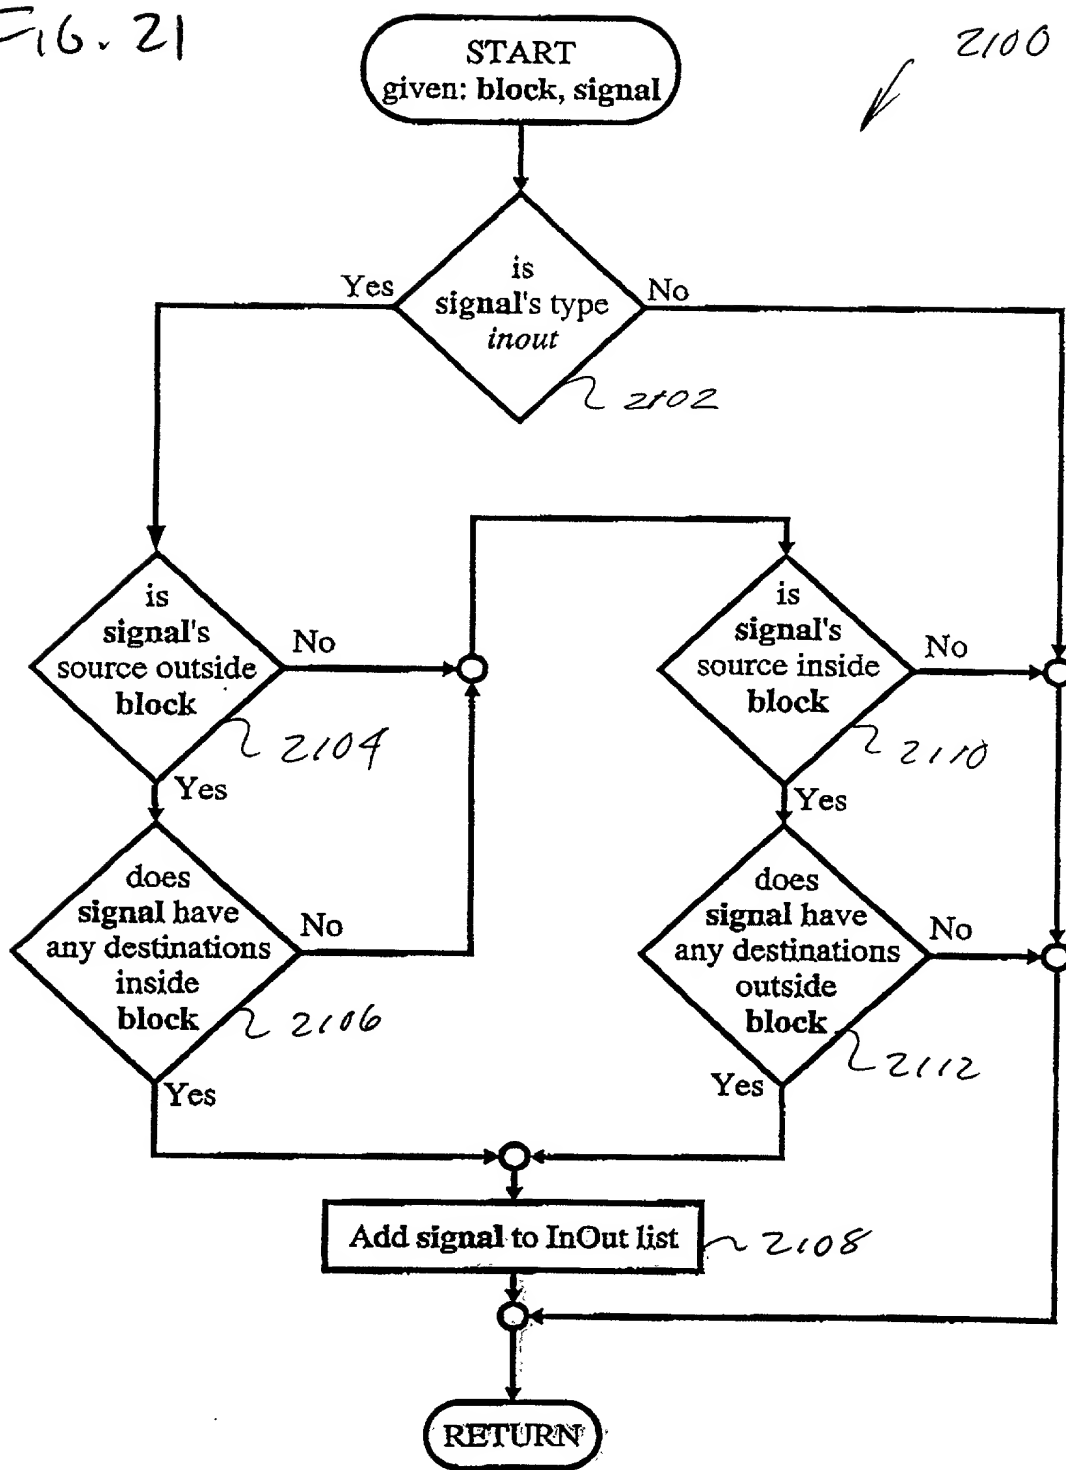 FIG. 21
2100
START
given: block, signal
is
signal's type
inout
Yes
No
2102
is
signal's
source outside
block
No
2104
Yes
is
signal's
source inside
block
No
2110
Yes
does
signal have
any destinations
inside
block
No
2106
Yes
does
signal have
any destinations
outside
block
No
2112
Yes
Add signal to InOut list
2108
RETURN